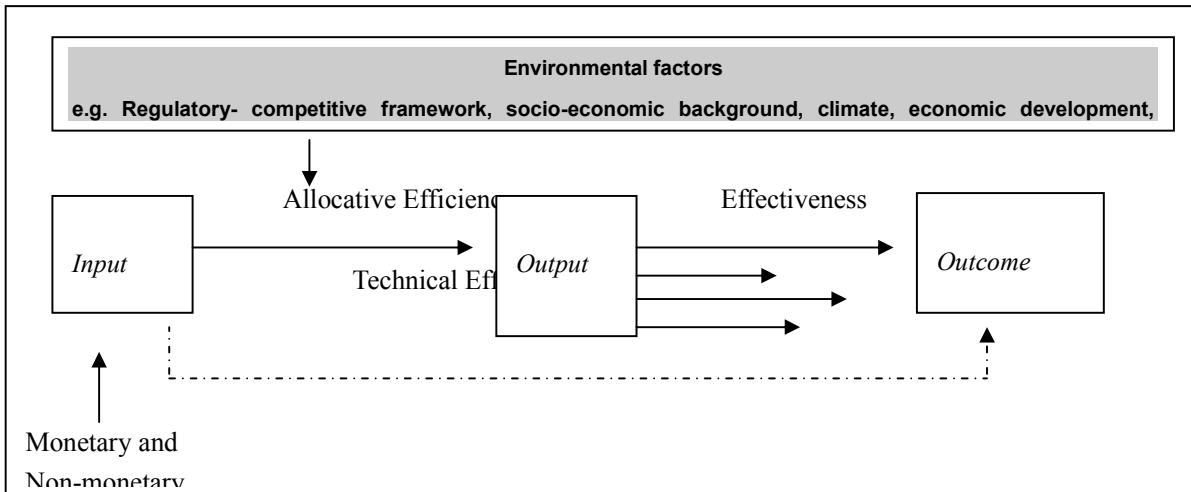 Environmental factors
e.g. Regulatory- competitive framework, socio-economic background, climate, economic development,
Allocative Efficienc
Effectiveness
Input
Technical Eff
Output
Outcome
Monetary and
Non-monetary